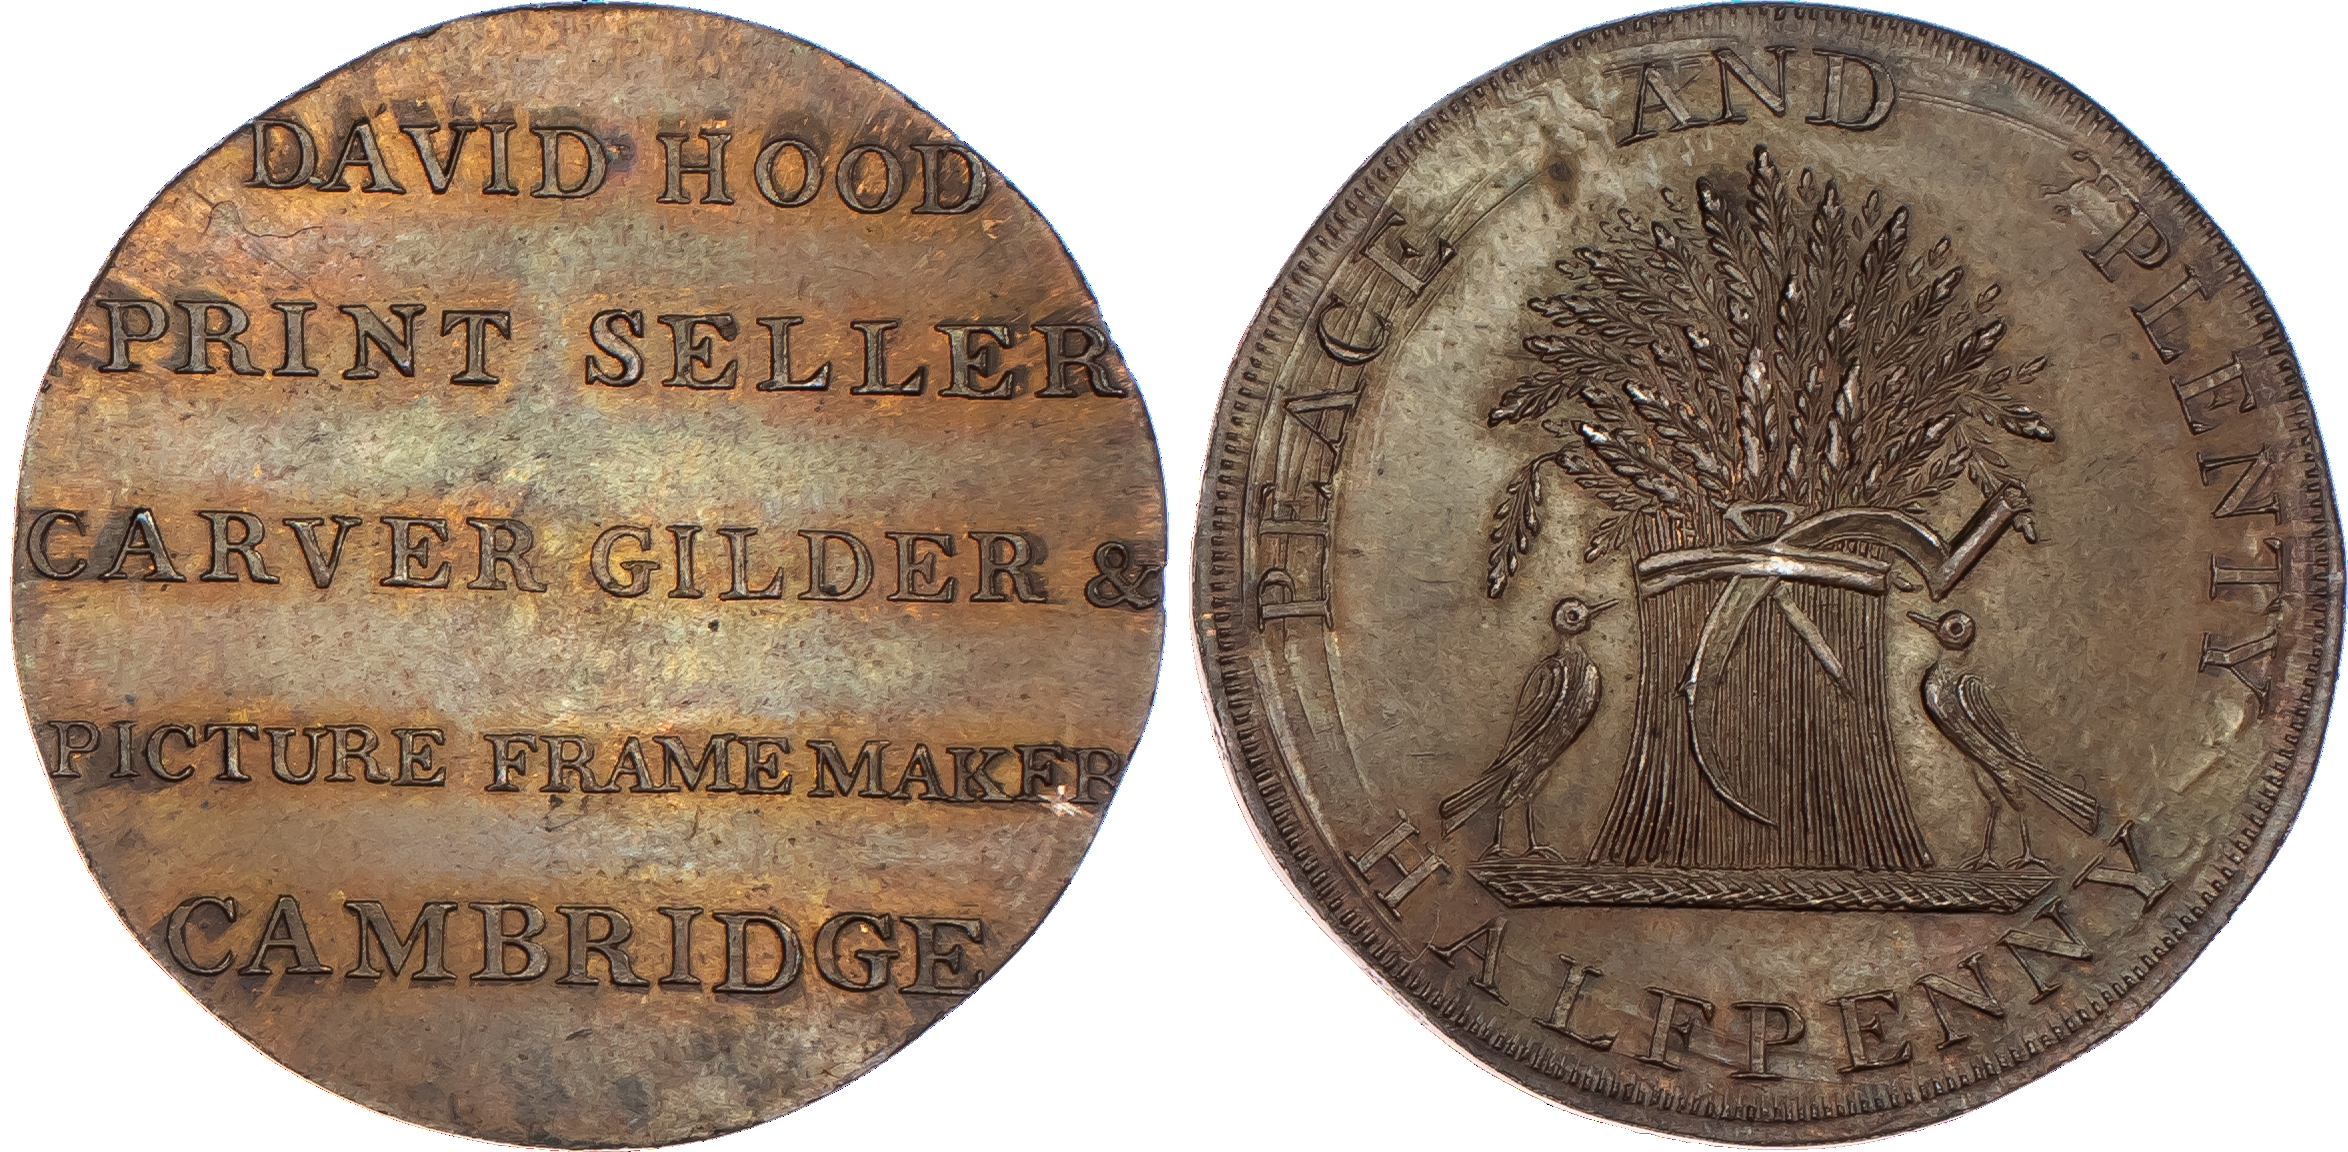 DAVID HOOD
PRINT SELLER
CARVER GILDER &
PICTURE FRAME MAKER
CAMBRIDGE
PEACE AND PLENTY
HALFPENNY